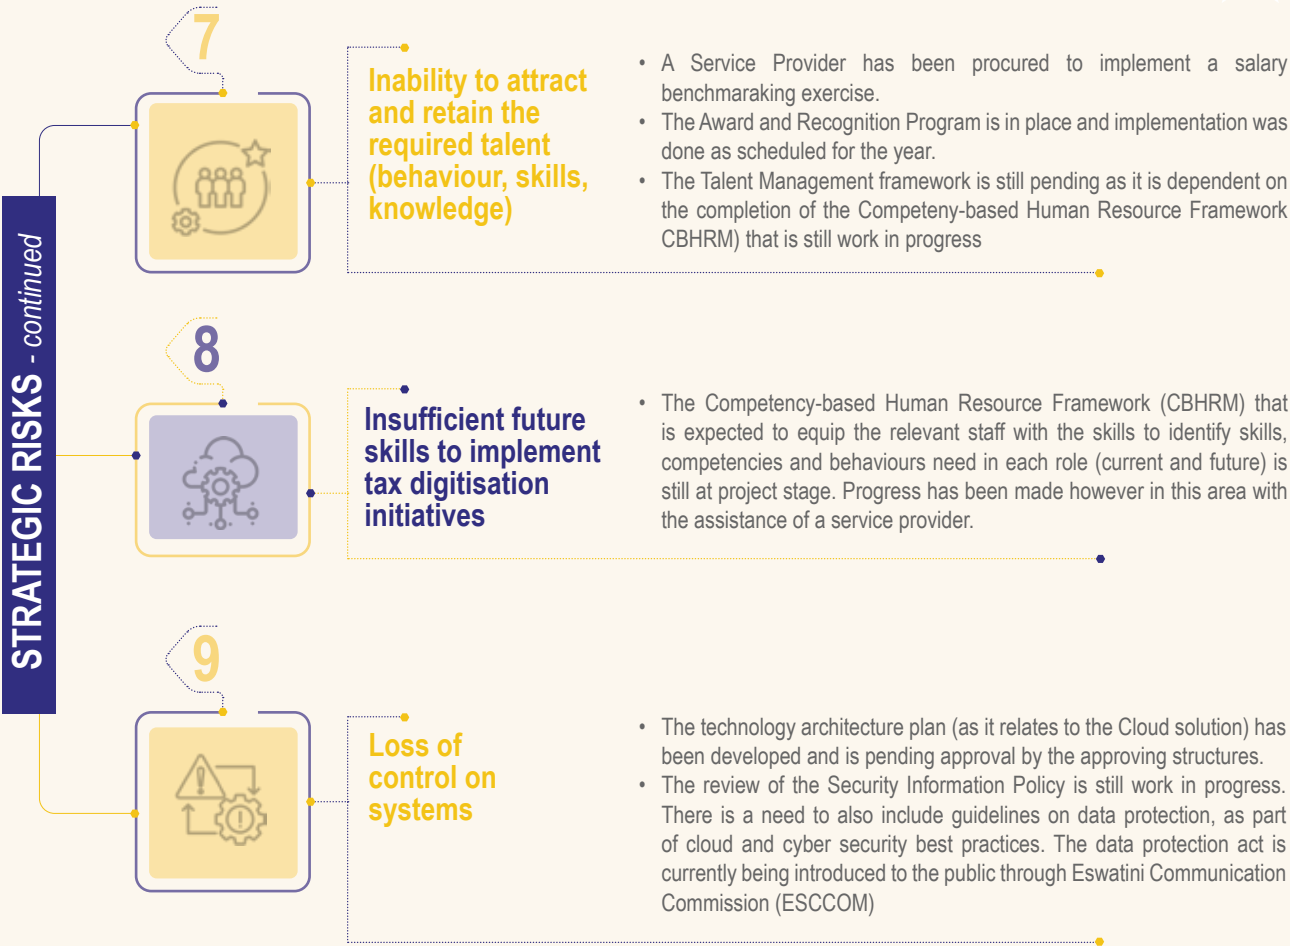 STRATEGIC RISKS - continued
7
Inability to attract
and retain the
required talent
(behaviour, skills,
knowledge)
• A Service Provider has been procured to implement a salary
benchmaraking exercise.
• The Award and Recognition Program is in place and implementation was
done as scheduled for the year.
• The Talent Management framework is still pending as it is dependent on
the completion of the Competeny-based Human Resource Framework
CBHRM) that is still work in progress
8
Insufficient future
skills to implement
tax digitisation
initiatives
• The Competency-based Human Resource Framework (CBHRM) that
is expected to equip the relevant staff with the skills to identify skills,
competencies and behaviours need in each role (current and future) is
still at project stage. Progress has been made however in this area with
the assistance of a service provider.
9
Loss of
control on
systems
• The technology architecture plan (as it relates to the Cloud solution) has
been developed and is pending approval by the approving structures.
• The review of the Security Information Policy is still work in progress.
There is a need to also include guidelines on data protection, as part
of cloud and cyber security best practices. The data protection act is
currently being introduced to the public through Eswatini Communication
Commission (ESCCOM)